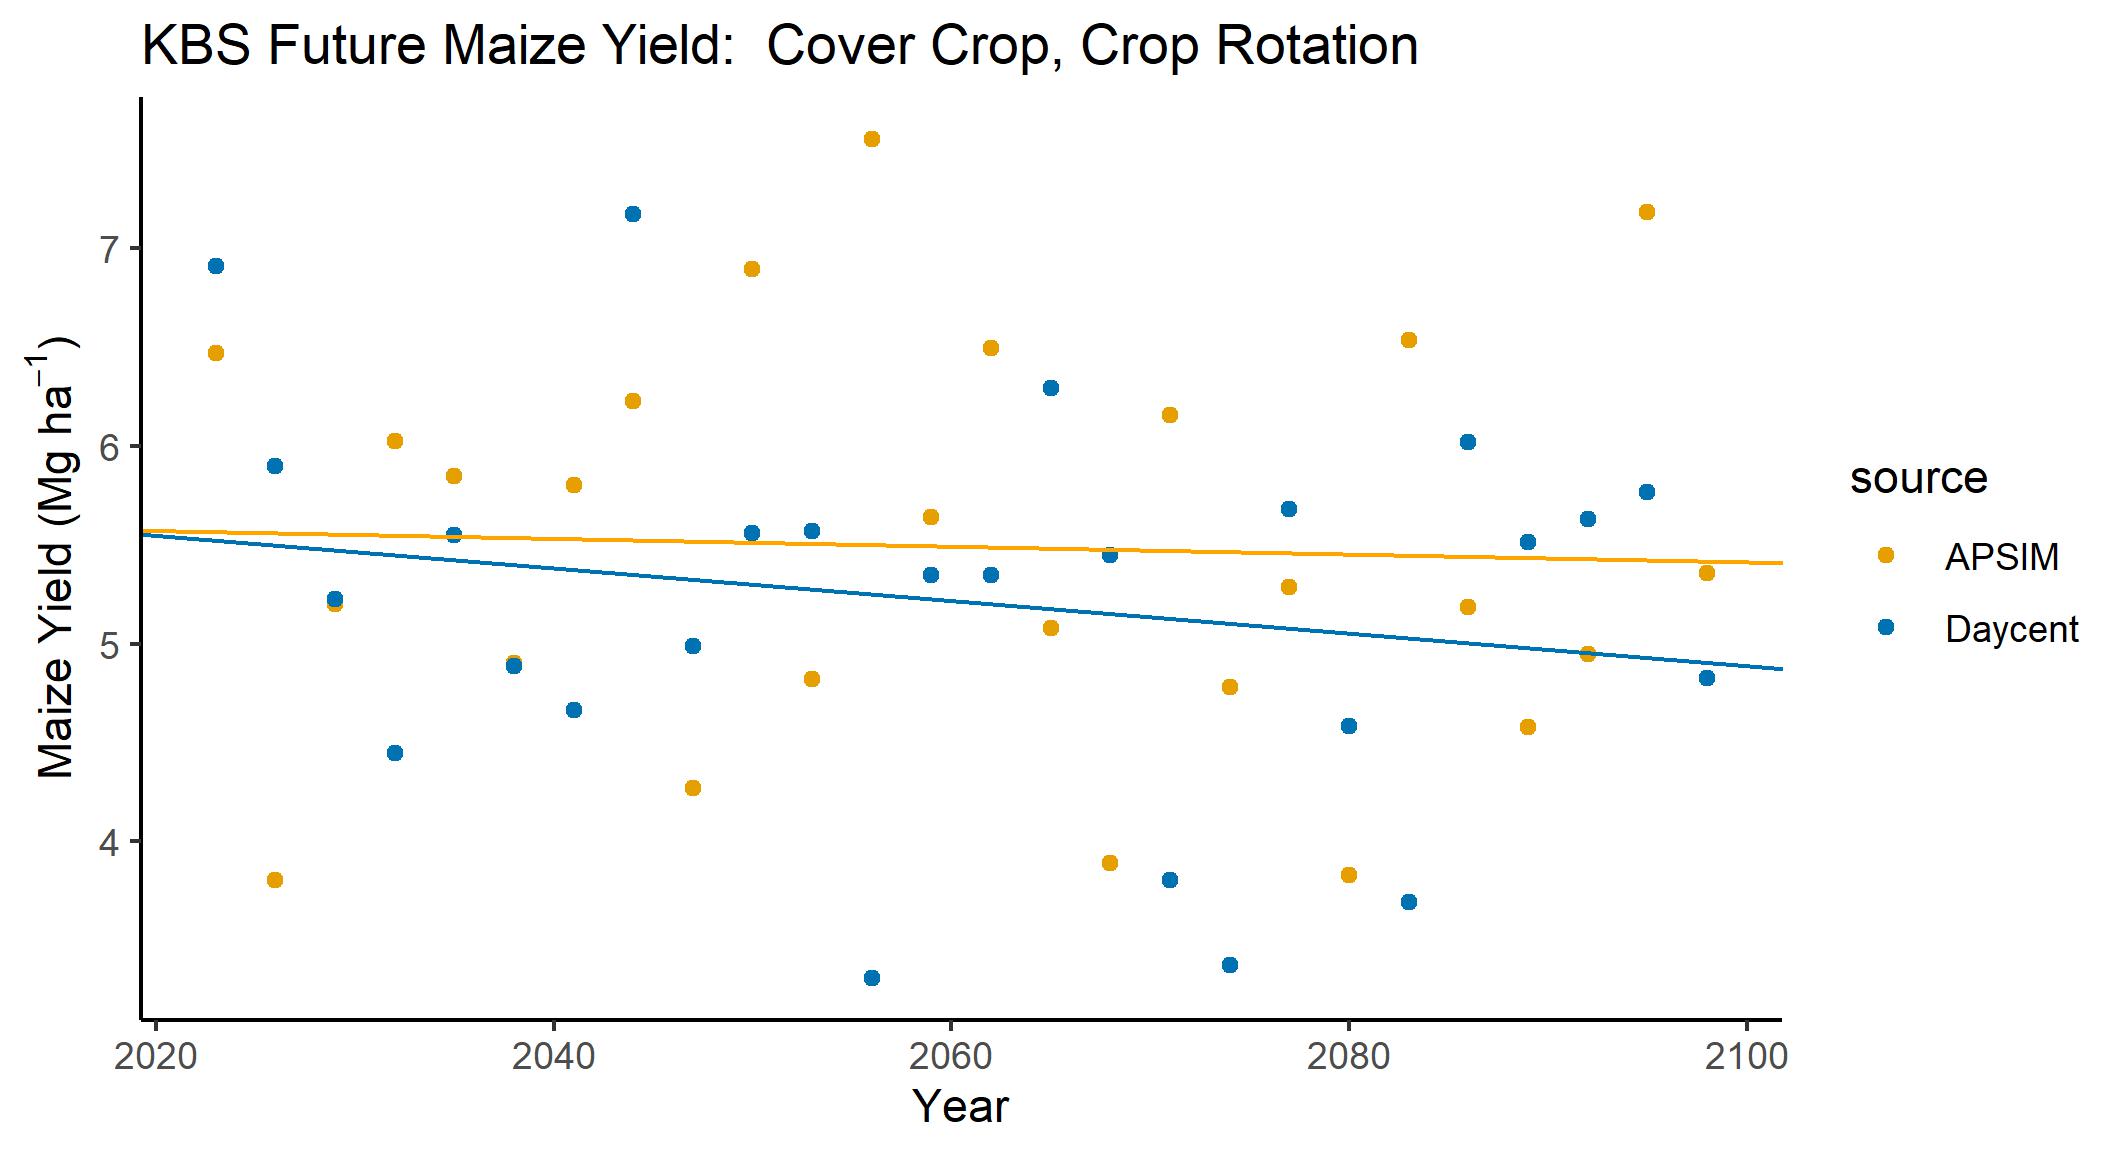 KBS Future Maize Yield:  Cover Crop, Crop Rotation
Maize Yield (Mg ha⁻¹)
7
6
5
4
2020 2040 2060 2080 2100
Year
source
APSIM
Daycent